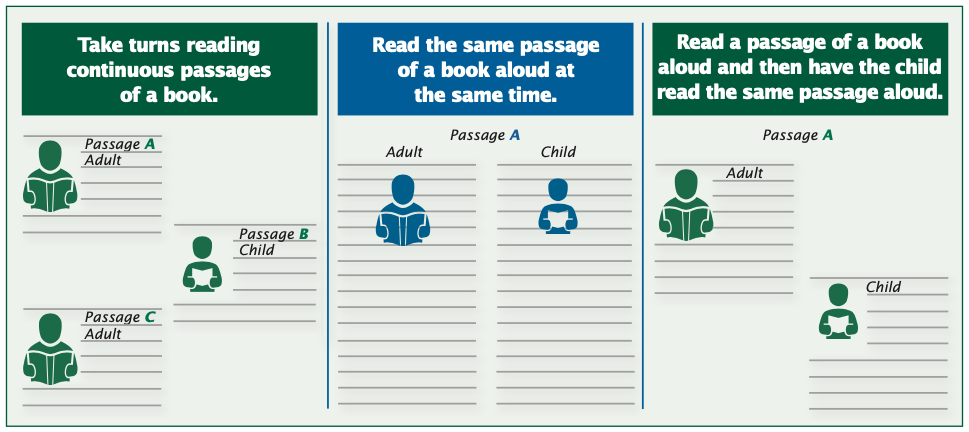 Take turns reading
continuous passages
of a book.
Passage A
Adult
Passage B
Child
Passage C
Adult
Read the same passage
of a book aloud at
the same time.
Passage A
Adult Child
Read a passage of a book
aloud and then have the child
read the same passage aloud.
Passage A
Adult
Child